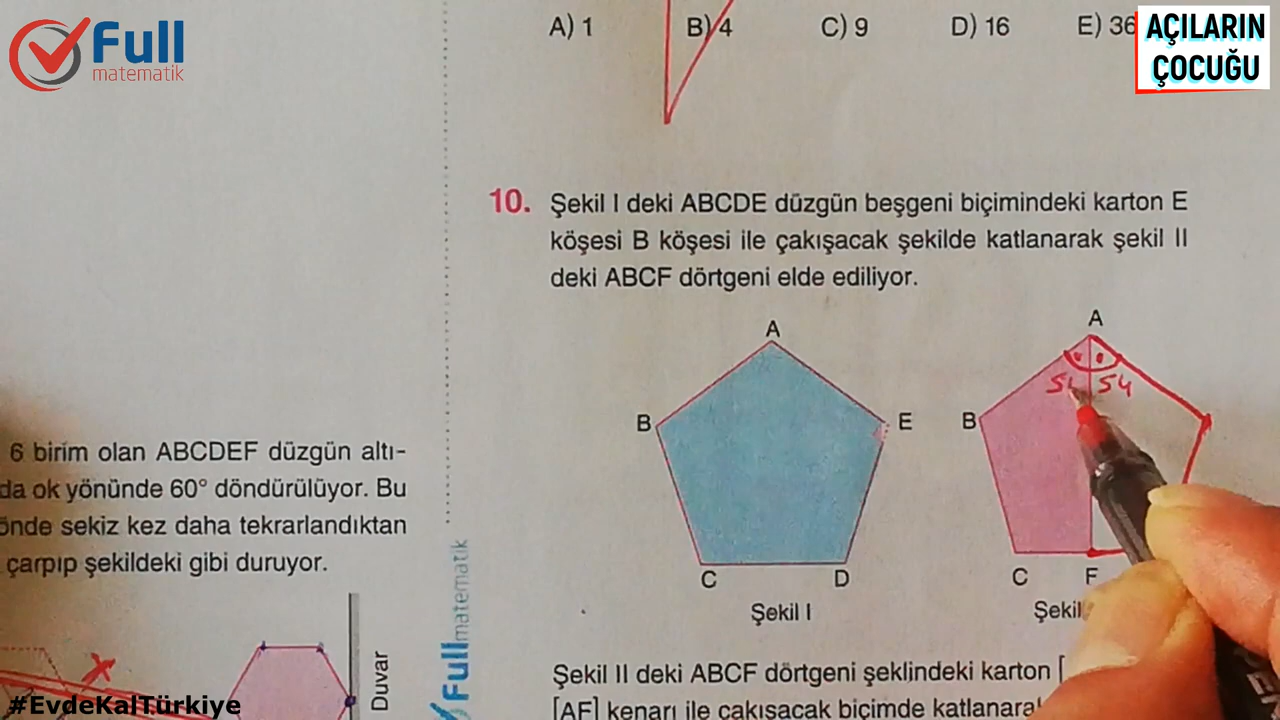 Full
matematik
AÇILARIN
ÇOCUĞU
A) 1 B) 4 C) 9 D) 16 E) 36
10. Şekil I deki ABCDE düzgün beşgeni biçimindeki karton E
köşesi B köşesi ile çakışacak şekilde katlanarak şekil II
deki ABCF dörtgeni elde ediliyor.
A
B
E
C
D
Şekil I
A
54
B
C
F
Şekil
Şekil II deki ABCF dörtgeni şeklindeki karton [
[AF] kenarı ile çakışacak biçimde katlanara
6 birim olan ABCDEF düzgün altı-
da ok yönünde 60° döndürülüyor. Bu
önde sekiz kez daha tekrarlandıktan
çarpıp şekildeki gibi duruyor.
Duvar
Full matematik
#EvdeKalTürkiye